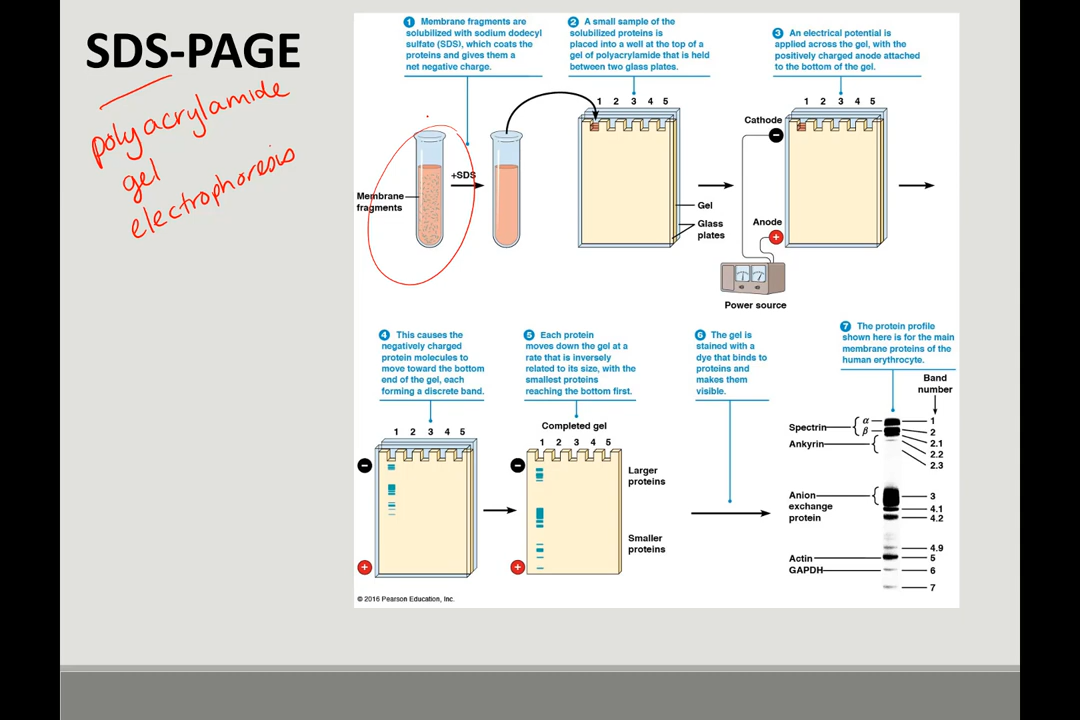 SDS-PAGE
polyacrylamide
gel
electrophoresis
1 Membrane fragments are
solubilized with sodium dodecyl
sulfate (SDS), which coats the
proteins and gives them a
net negative charge.
2 A small sample of the
solubilized proteins is
placed into a well at the top of a
gel of polyacrylamide that is held
between two glass plates.
3 An electrical potential is
applied across the gel, with the
positively charged anode attached
to the bottom of the gel.
Membrane
fragments
+SDS
1 2 3 4 5
Gel
Glass
plates
1 2 3 4 5
Cathode
−
Anode
+
Power source
4 This causes the
negatively charged
protein molecules to
move toward the bottom
end of the gel, each
forming a discrete band.
5 Each protein
moves down the gel at a
rate that is inversely
related to its size, with the
smallest proteins
reaching the bottom first.
6 The gel is
stained with a
dye that binds to
proteins and
makes them
visible.
7 The protein profile
shown here is for the main
membrane proteins of the
human erythrocyte.
1 2 3 4 5
−
+
Completed gel
1 2 3 4 5
−
+
Larger
proteins
Smaller
proteins
Band
number
Spectrin
α
β
Ankyrin
Anion
exchange
protein
Actin
GAPDH
1
2
2.1
2.2
2.3
3
4.1
4.2
4.9
5
6
7
© 2016 Pearson Education, Inc.